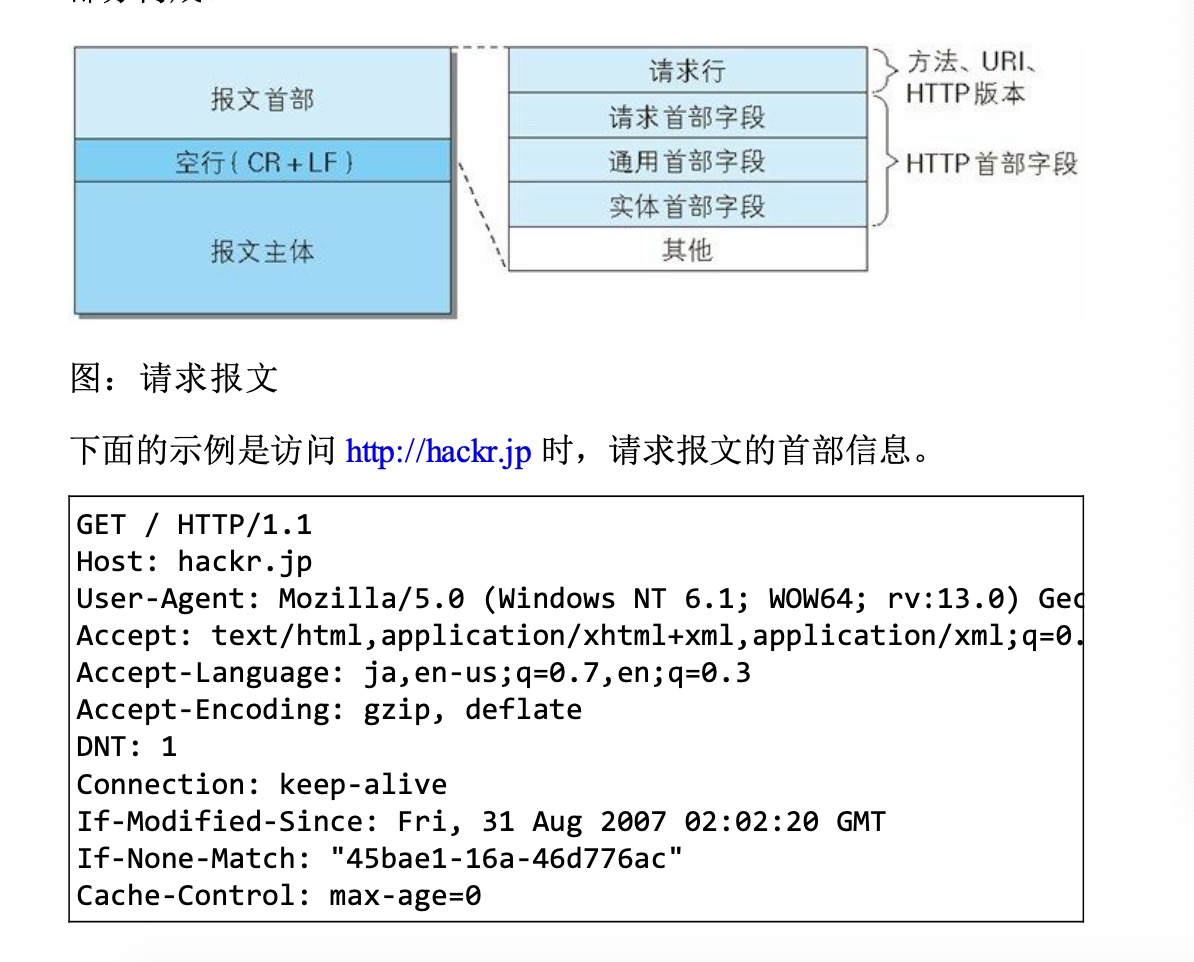 报文首部
空行(CR+LF)
报文主体
请求行
请求首部字段
通用首部字段
实体首部字段
其他
方法、URI、
HTTP版本
HTTP首部字段
图：请求报文
下面的示例是访问 http://hackr.jp 时，请求报文的首部信息。
GET / HTTP/1.1
Host: hackr.jp
User-Agent: Mozilla/5.0 (Windows NT 6.1; WOW64; rv:13.0) Gec
Accept: text/html,application/xhtml+xml,application/xml;q=0.
Accept-Language: ja,en-us;q=0.7,en;q=0.3
Accept-Encoding: gzip, deflate
DNT: 1
Connection: keep-alive
If-Modified-Since: Fri, 31 Aug 2007 02:02:20 GMT
If-None-Match: "45bae1-16a-46d776ac"
Cache-Control: max-age=0